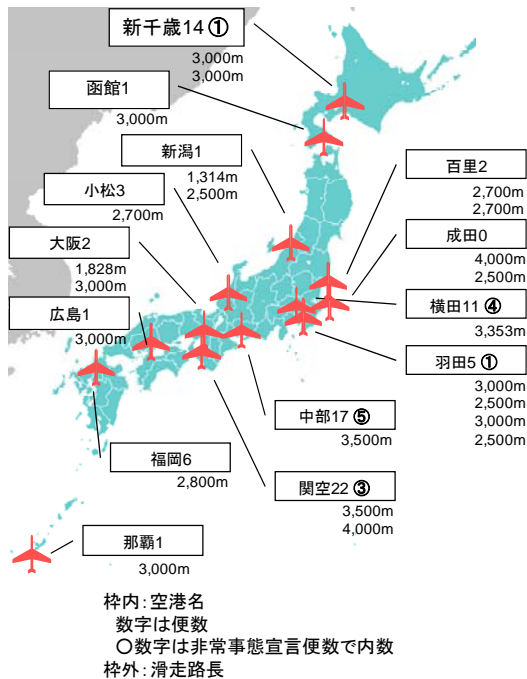 新千歳14 ①
3,000m
3,000m
函館1
3,000m
新潟1
1,314m
2,500m
小松3
2,700m
大阪2
1,828m
3,000m
広島1
3,000m
百里2
2,700m
2,700m
成田0
4,000m
2,500m
横田11 ④
3,353m
羽田5 ①
3,000m
2,500m
3,000m
2,500m
中部17 ⑤
3,500m
福岡6
2,800m
関空22 ③
3,500m
4,000m
那覇1
3,000m
枠内：空港名
数字は便数
○数字は非常事態宣言便数で内数
枠外：滑走路長